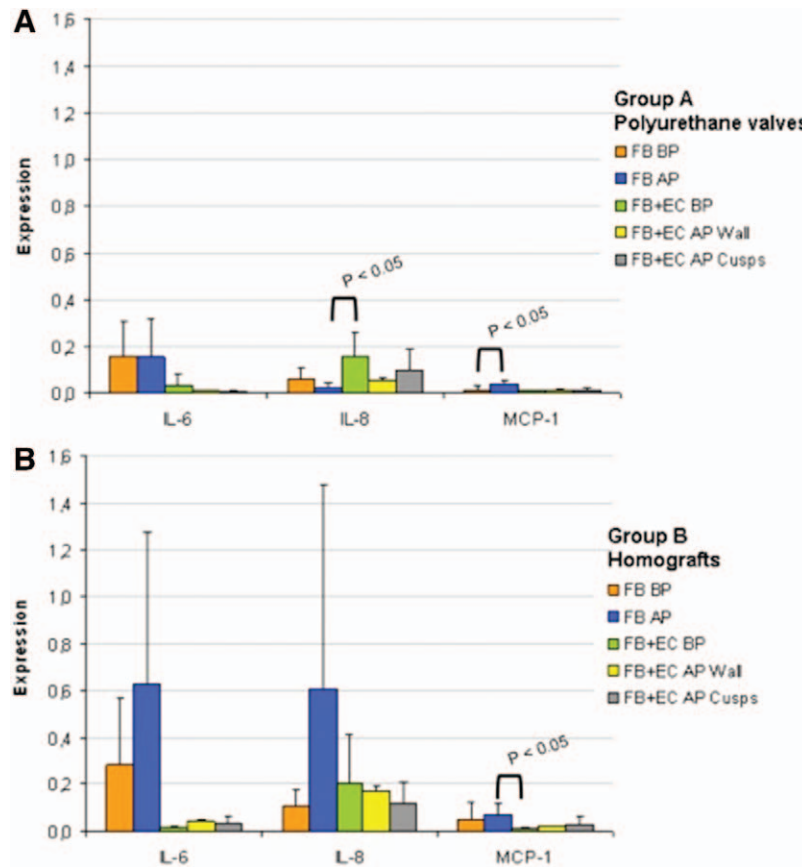 A
1,6
1,4
1,2
1,0
0,8
0,6
0,4
0,2
0,0
Expression
P < 0.05
P < 0.05
IL-6
IL-8
MCP-1
Group A
Polyurethane valves
FB BP
FB AP
FB+EC BP
FB+EC AP Wall
FB+EC AP Cusps
B
1,6
1,4
1,2
1,0
0,8
0,6
0,4
0,2
0,0
Expression
P < 0.05
IL-6
IL-8
MCP-1
Group B
Homografts
FB BP
FB AP
FB+EC BP
FB+EC AP Wall
FB+EC AP Cusps